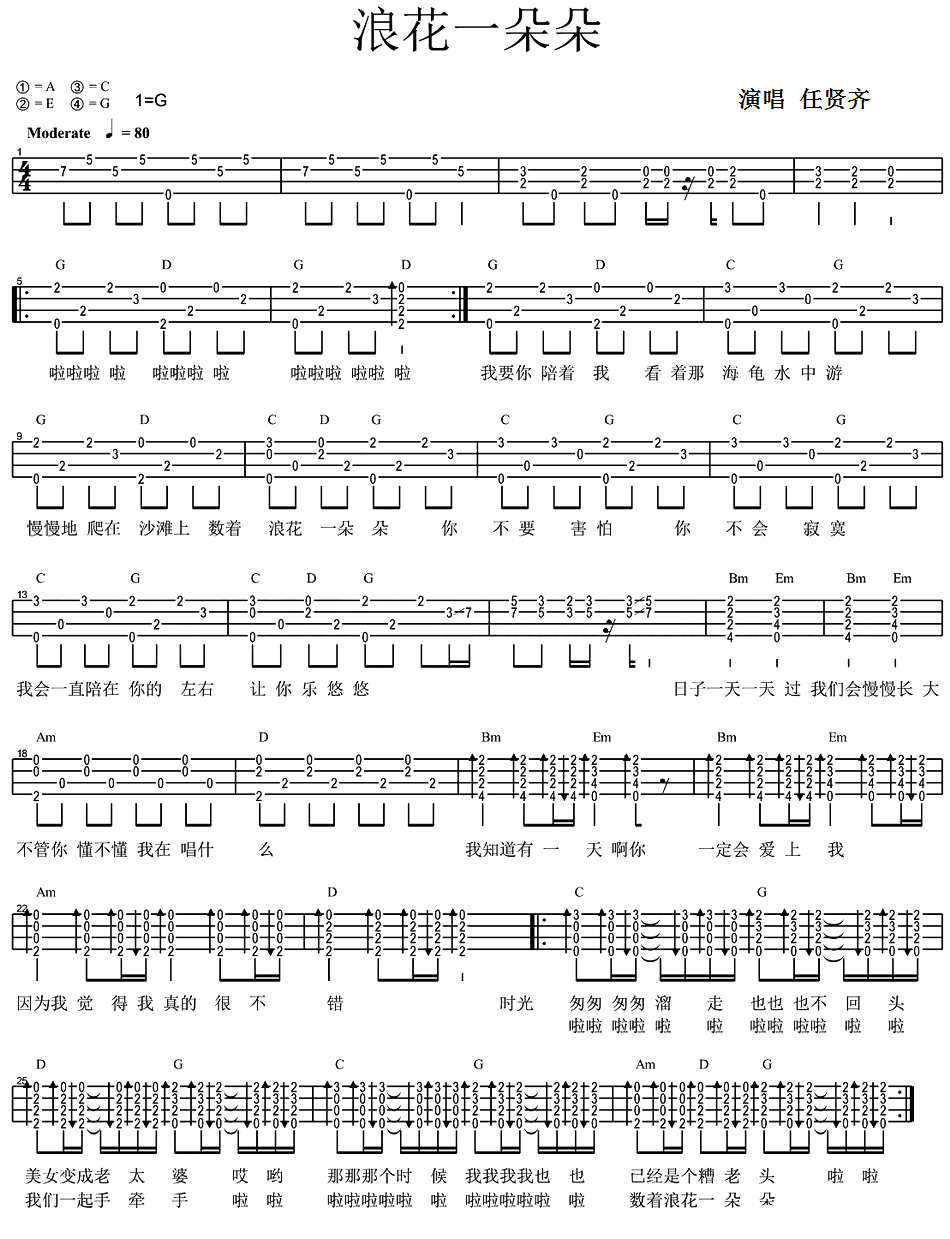 浪花一朵朵
①=A ③=C
②=E ④=G 1=G
演唱 任贤齐
Moderate ♩= 80
G D G D G D C G
啦啦啦 啦 啦啦啦 啦 啦啦啦 啦啦 啦 我要你 陪着 我 看 着那 海 龟 水 中 游
G D C D G C G C G
慢慢地 爬在 沙滩上 数着 浪花 一朵 朵 你 不 要 害 怕 你 不 会 寂 寞
C G C D G Bm Em Bm Em
我会一直陪在 你的 左右 让 你 乐 悠 悠 日子一天一天 过 我们会慢慢长 大
Am D Bm Em Bm Em
不管你 懂不懂 我在 唱什 么 我知道有 一 天啊你 一定会 爱 上 我
Am D C G
因为我 觉 得我 真的 很 不 错 时光 匆匆 匆匆 溜 走 也也 也不 回 头
啦啦 啦啦 啦 啦 啦啦 啦啦 啦 啦
D G C G Am D G
美女变成老 太 婆 哎 哟 那那那个时 候 我我我我也 也 已经是个糟 老 头 啦 啦
我们一起手 牵 手 啦 啦 啦啦啦啦啦 啦 啦啦啦啦啦 啦 数着浪花一 朵 朵